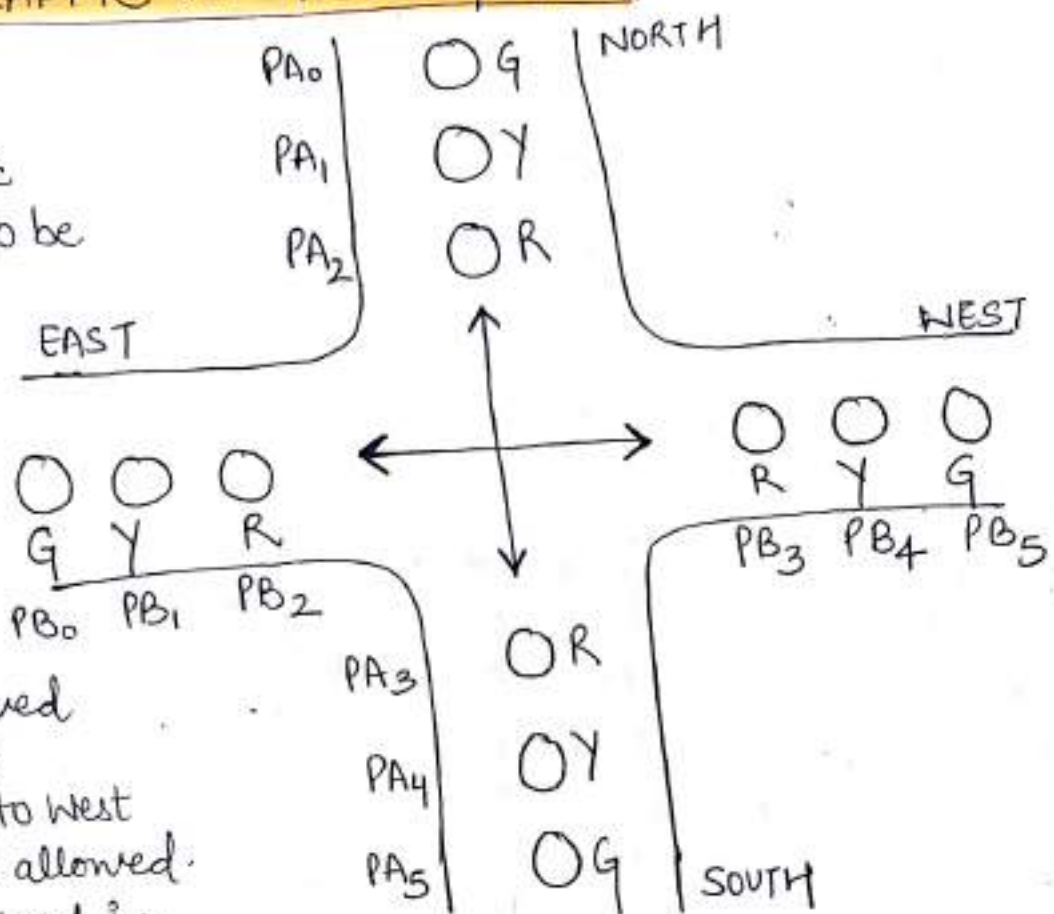 PA₀ G NORTH
PA₁ Y
o be
PA₂ R
EAST WEST
G Y R R Y G
PB₀ PB₁ PB₂ PB₃ PB₄ PB₅
PA₃ R
PA₄ Y
to West
allowed.
PA₅ G SOUTH